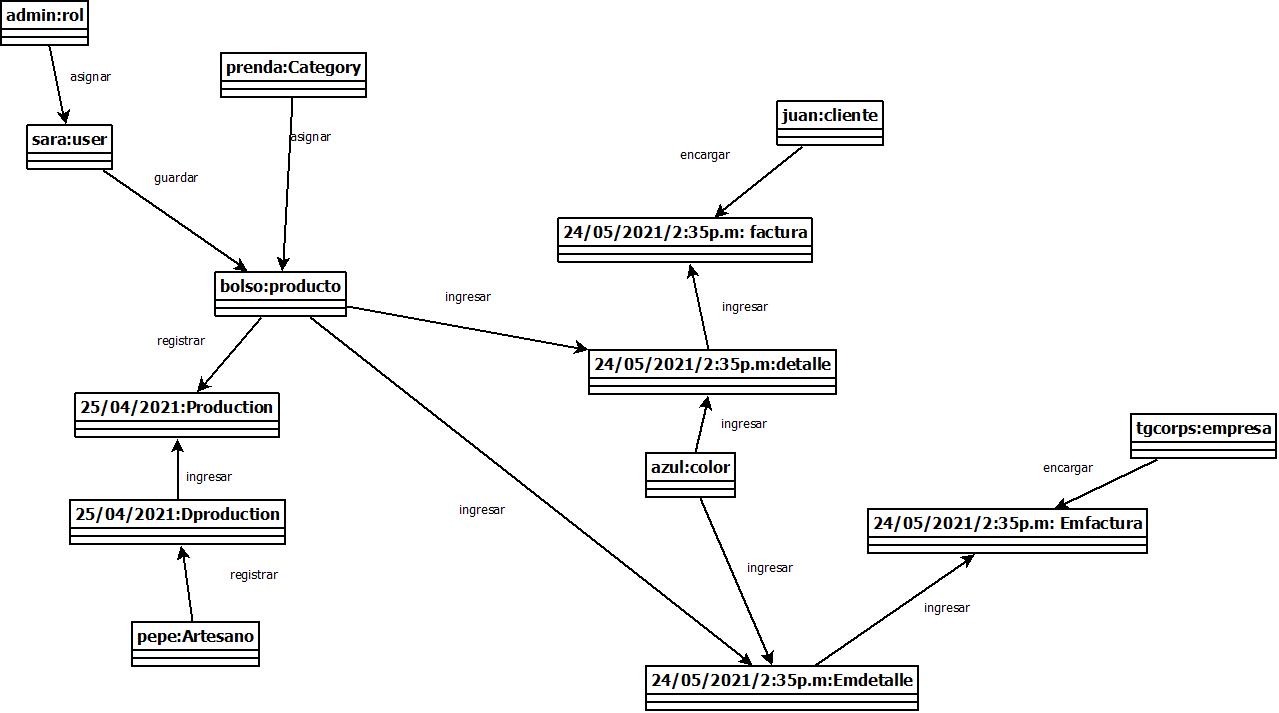 admin:rol
asignar
prenda:Category
sara:user
asignar
guardar
juan:cliente
encargar
24/05/2021/2:35p.m: factura
bolso:producto
ingresar
ingresar
registrar
24/05/2021/2:35p.m:detalle
25/04/2021:Production
ingresar
tgcorps:empresa
azul:color
encargar
ingresar
25/04/2021:Dproduction
ingresar
24/05/2021/2:35p.m: Emfactura
registrar
ingresar
pepe:Artesano
ingresar
24/05/2021/2:35p.m:Emdetalle